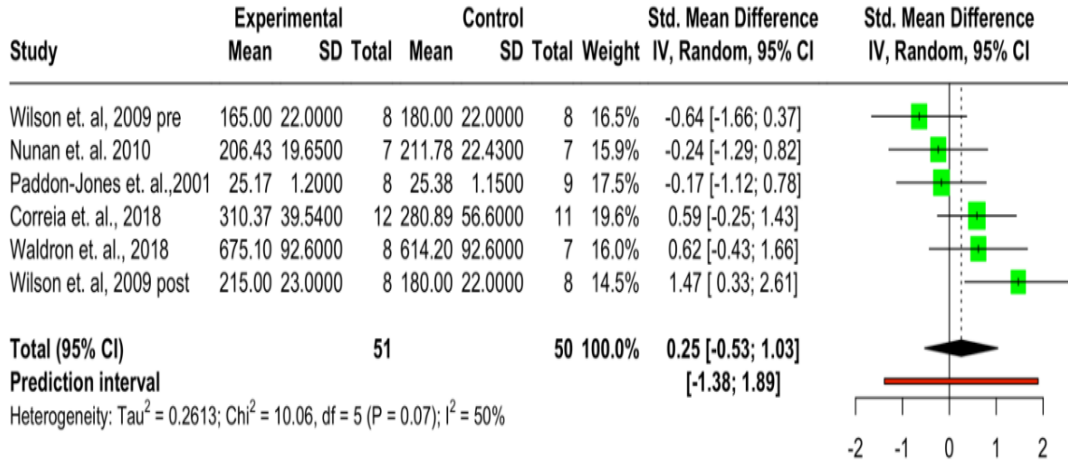 Experimental Control Std. Mean Difference Std. Mean Difference
Study Mean SD Total Mean SD Total Weight IV, Random, 95% CI IV, Random, 95% CI
Wilson et. al, 2009 pre 165.00 22.0000 8 180.00 22.0000 8 16.5% -0.64 [-1.66; 0.37]
Nunan et. al. 2010 206.43 19.6500 7 211.78 22.4300 7 15.9% -0.24 [-1.29; 0.82]
Paddon-Jones et. al.,2001 25.17 1.2000 8 25.38 1.1500 9 17.5% -0.17 [-1.12; 0.78]
Correia et al., 2018 310.37 39.5400 12 280.89 56.6000 11 19.6% 0.59 [-0.25; 1.43]
Waldron et. al., 2018 675.10 92.6000 8 614.20 92.6000 7 16.0% 0.62 [-0.43; 1.66]
Wilson et. al, 2009 post 215.00 23.0000 8 180.00 22.0000 8 14.5% 1.47 [ 0.33; 2.61]
Total (95% CI) 51 50 100.0% 0.25 [-0.53; 1.03]
Prediction interval [-1.38; 1.89]
Heterogeneity: Tau² = 0.2613; Chi² = 10.06, df = 5 (P = 0.07); I² = 50%
-2 -1 0 1 2